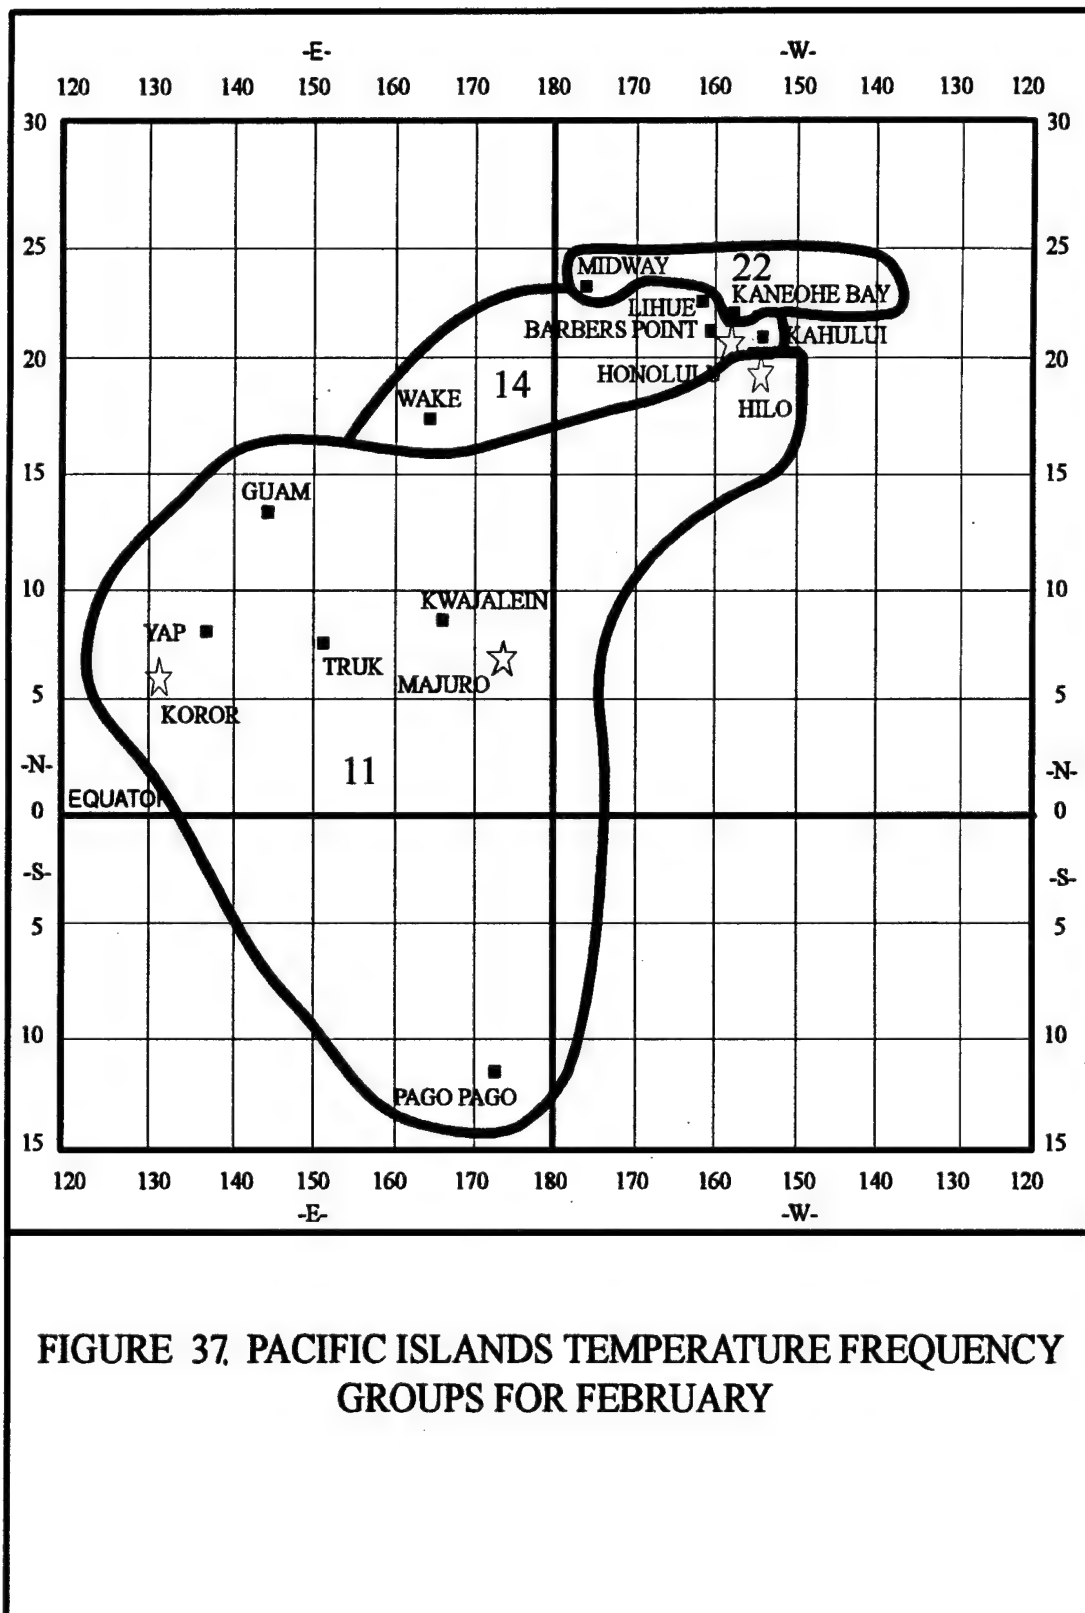 -E- -W-
120 130 140 150 160 170 180 170 160 150 140 130 120
30 30
25 25
MIDWAY 22
KANEOHE BAY
LIHUE
BARBERS POINT KAHULUI
20 20
HONOLULU
14
WAKE
HILO
15 15
GUAM
10 10
KWAJALEIN
YAP
TRUK
MAJURO
5 5
KOROR
-N- 11 -N-
EQUATOR
0 0
-S- -S-
5 5
10 10
PAGO PAGO
15 15
120 130 140 150 160 170 180 170 160 150 140 130 120
-E- -W-
FIGURE 37. PACIFIC ISLANDS TEMPERATURE FREQUENCY
GROUPS FOR FEBRUARY